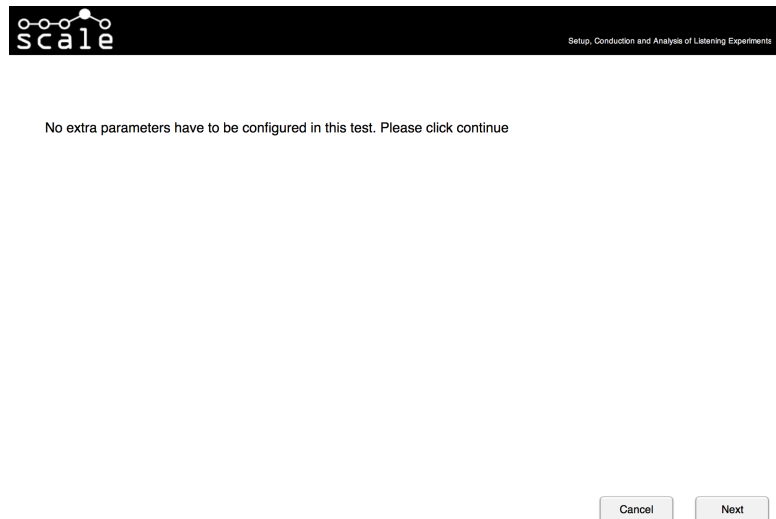 scale
Setup, Conduction and Analysis of Listening Experiments
No extra parameters have to be configured in this test. Please click continue
Cancel
Next